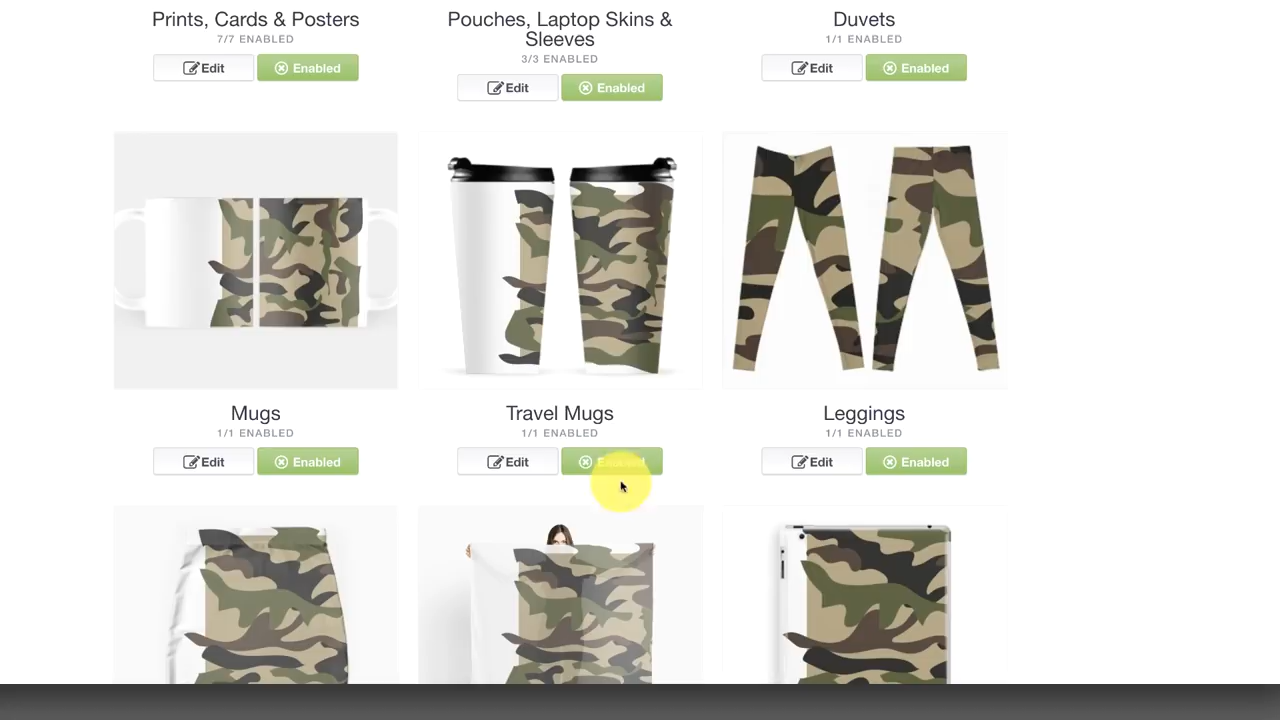 Prints, Cards & Posters
7/7 ENABLED
Edit
Enabled
Pouches, Laptop Skins &
Sleeves
3/3 ENABLED
Edit
Enabled
Duvets
1/1 ENABLED
Edit
Enabled
Mugs
1/1 ENABLED
Edit
Enabled
Travel Mugs
1/1 ENABLED
Edit
Enabled
Leggings
1/1 ENABLED
Edit
Enabled